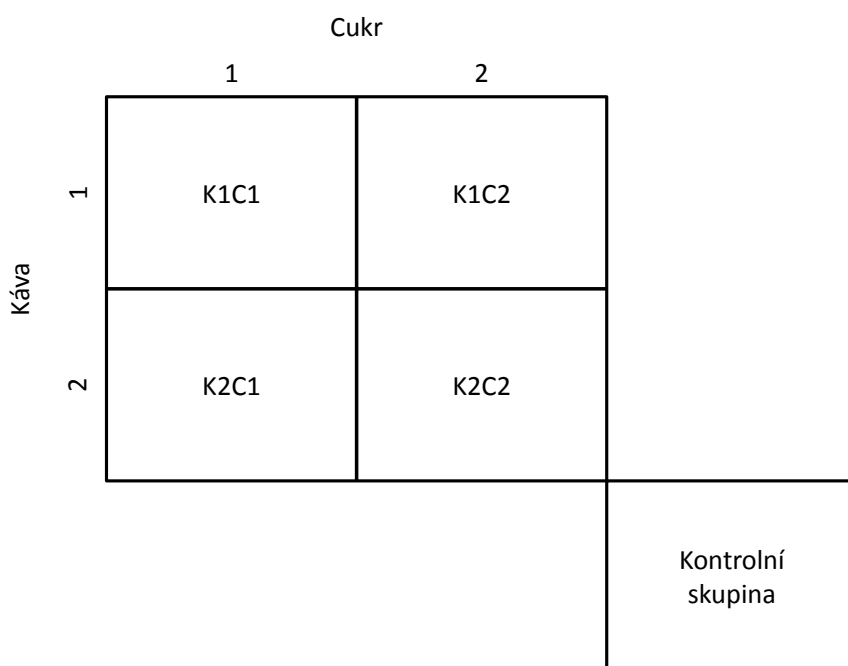 Cukr
1 2
1 K1C1 K1C2
Káva
2 K2C1 K2C2
Kontrolní
skupina